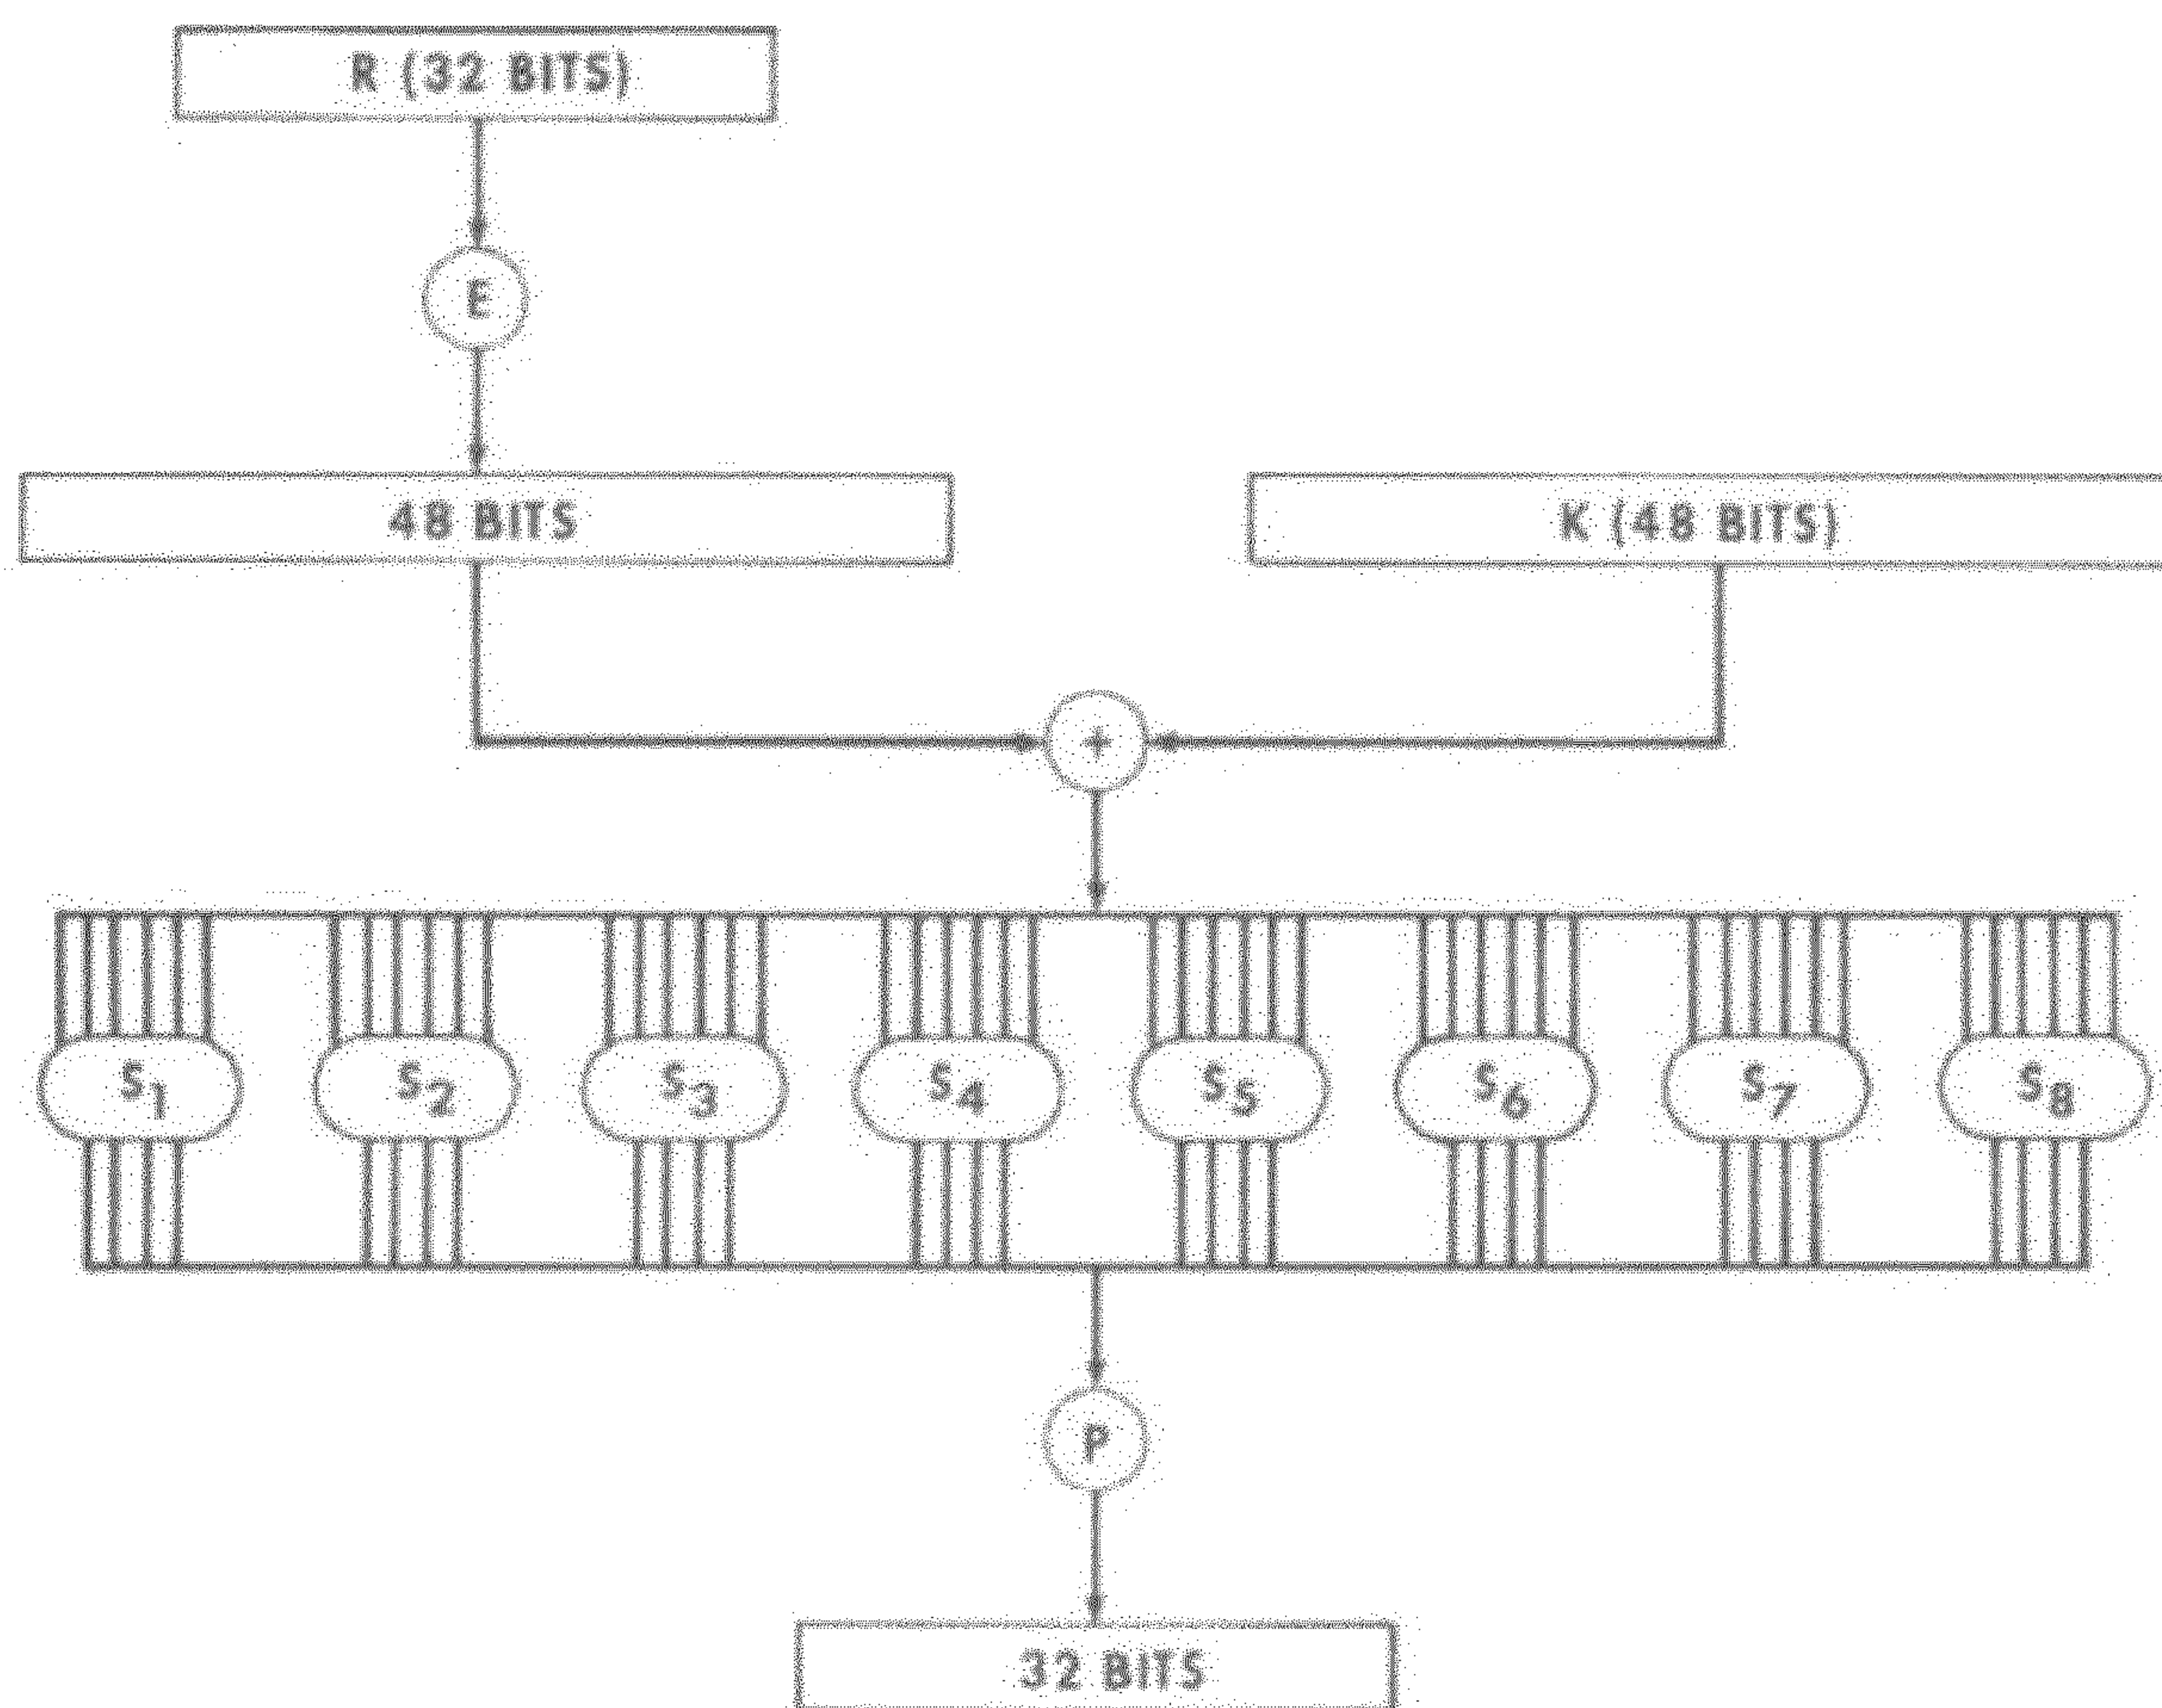 R (32 BITS)
E
48 BITS
K (48 BITS)
+
S1
S2
S3
S4
S5
S6
S7
S8
P
32 BITS